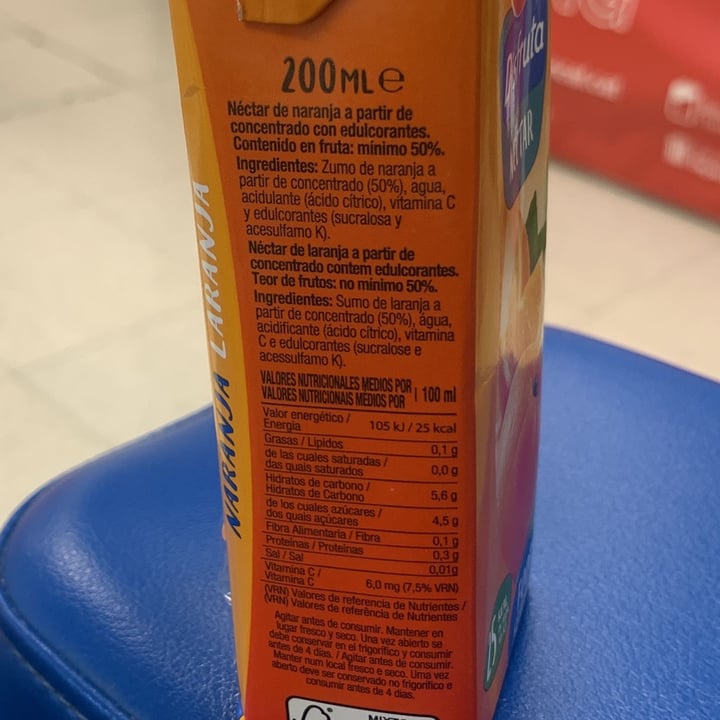 200 ML e
Néctar de naranja a partir de
concentrado con edulcorantes.
Contenido en fruta: mínimo 50%.
Ingredientes: Zumo de naranja a
partir de concentrado (50%), agua,
acidulante (ácido cítrico), vitamina C
y edulcorantes (sucralosa y
acesulfamo K).
Néctar de laranja a partir de
concentrado contem edulcorantes.
Teor de frutos: no mínimo 50%.
Ingredientes: Sumo de laranja a
partir de concentrado (50%), água,
acidificante (ácido cítrico), vitamina
C e edulcorantes (sucralose e
acessulfamo K).
VALORES NUTRICIONALES MEDIOS POR
VALORES NUTRICIONAIS MÉDIOS POR | 100 ml
Valor energético /
Energia 105 kJ / 25 kcal
Grasas / Lípidos 0,1 g
de las cuales saturadas /
das quais saturados 0,0 g
Hidratos de carbono /
Hidratos de Carbono 5,6 g
de los cuales azúcares /
dos quais açúcares 4,5 g
Fibra Alimentaria / Fibra 0,1 g
Proteínas / Proteínas 0,3 g
Sal / Sal 0,01g
Vitamina C /
Vitamina C 6,0 mg (7,5% VRN)
(VRN) Valores de referencia de Nutrientes /
(VRN) Valores de referência de Nutrientes
Agitar antes de consumir. Mantener en
lugar fresco y seco. Una vez abierto se
debe conservar en el frigorífico y consumir
antes de 4 días. / Agitar antes de consumir.
Manter num local fresco e seco. Uma vez
aberto deve ser conservado no frigorífico e
consumir antes de 4 dias.
NARANJA LARANJA